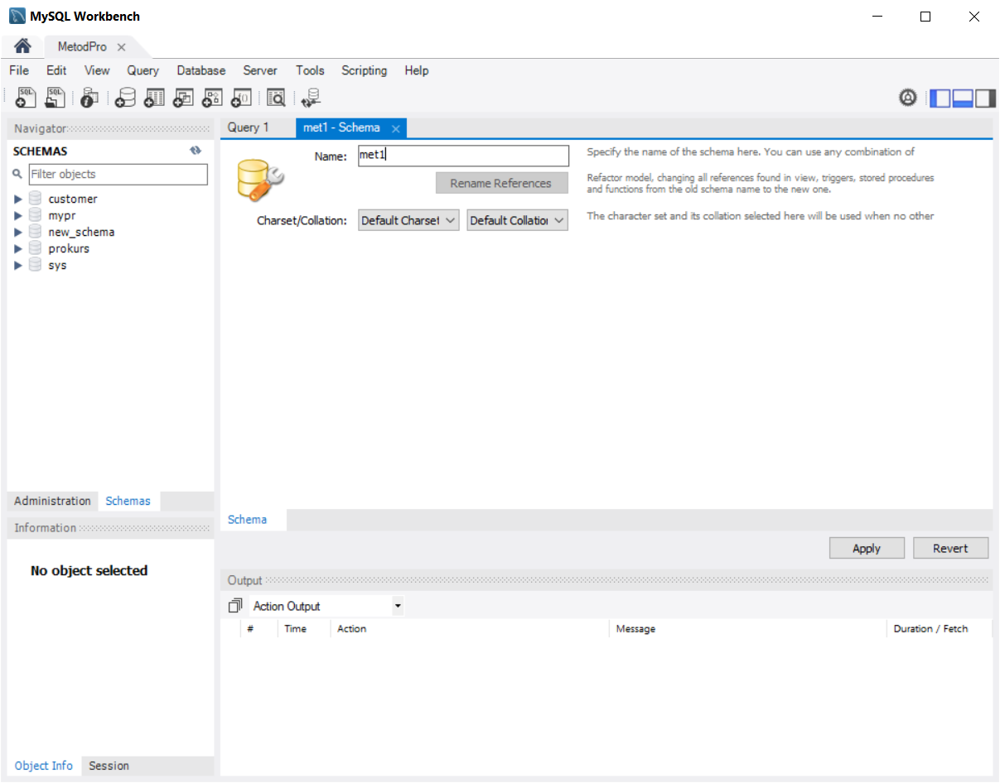 MySQL Workbench
MetodPro
File Edit View Query Database Server Tools Scripting Help
SQL SQL
Navigator
SCHEMAS
Filter objects
customer
mypr
new_schema
prokurs
sys
Administration Schemas
Information
No object selected
Object Info Session
Query 1 met1 - Schema
Name: met1
Specify the name of the schema here. You can use any combination of
Rename References
Refactor model, changing all references found in view, triggers, stored procedures
and functions from the old schema name to the new one.
Charset/Collation: Default Charset Default Collation
The character set and its collation selected here will be used when no other
Schema
Apply Revert
Output
Action Output
# Time Action Message Duration / Fetch